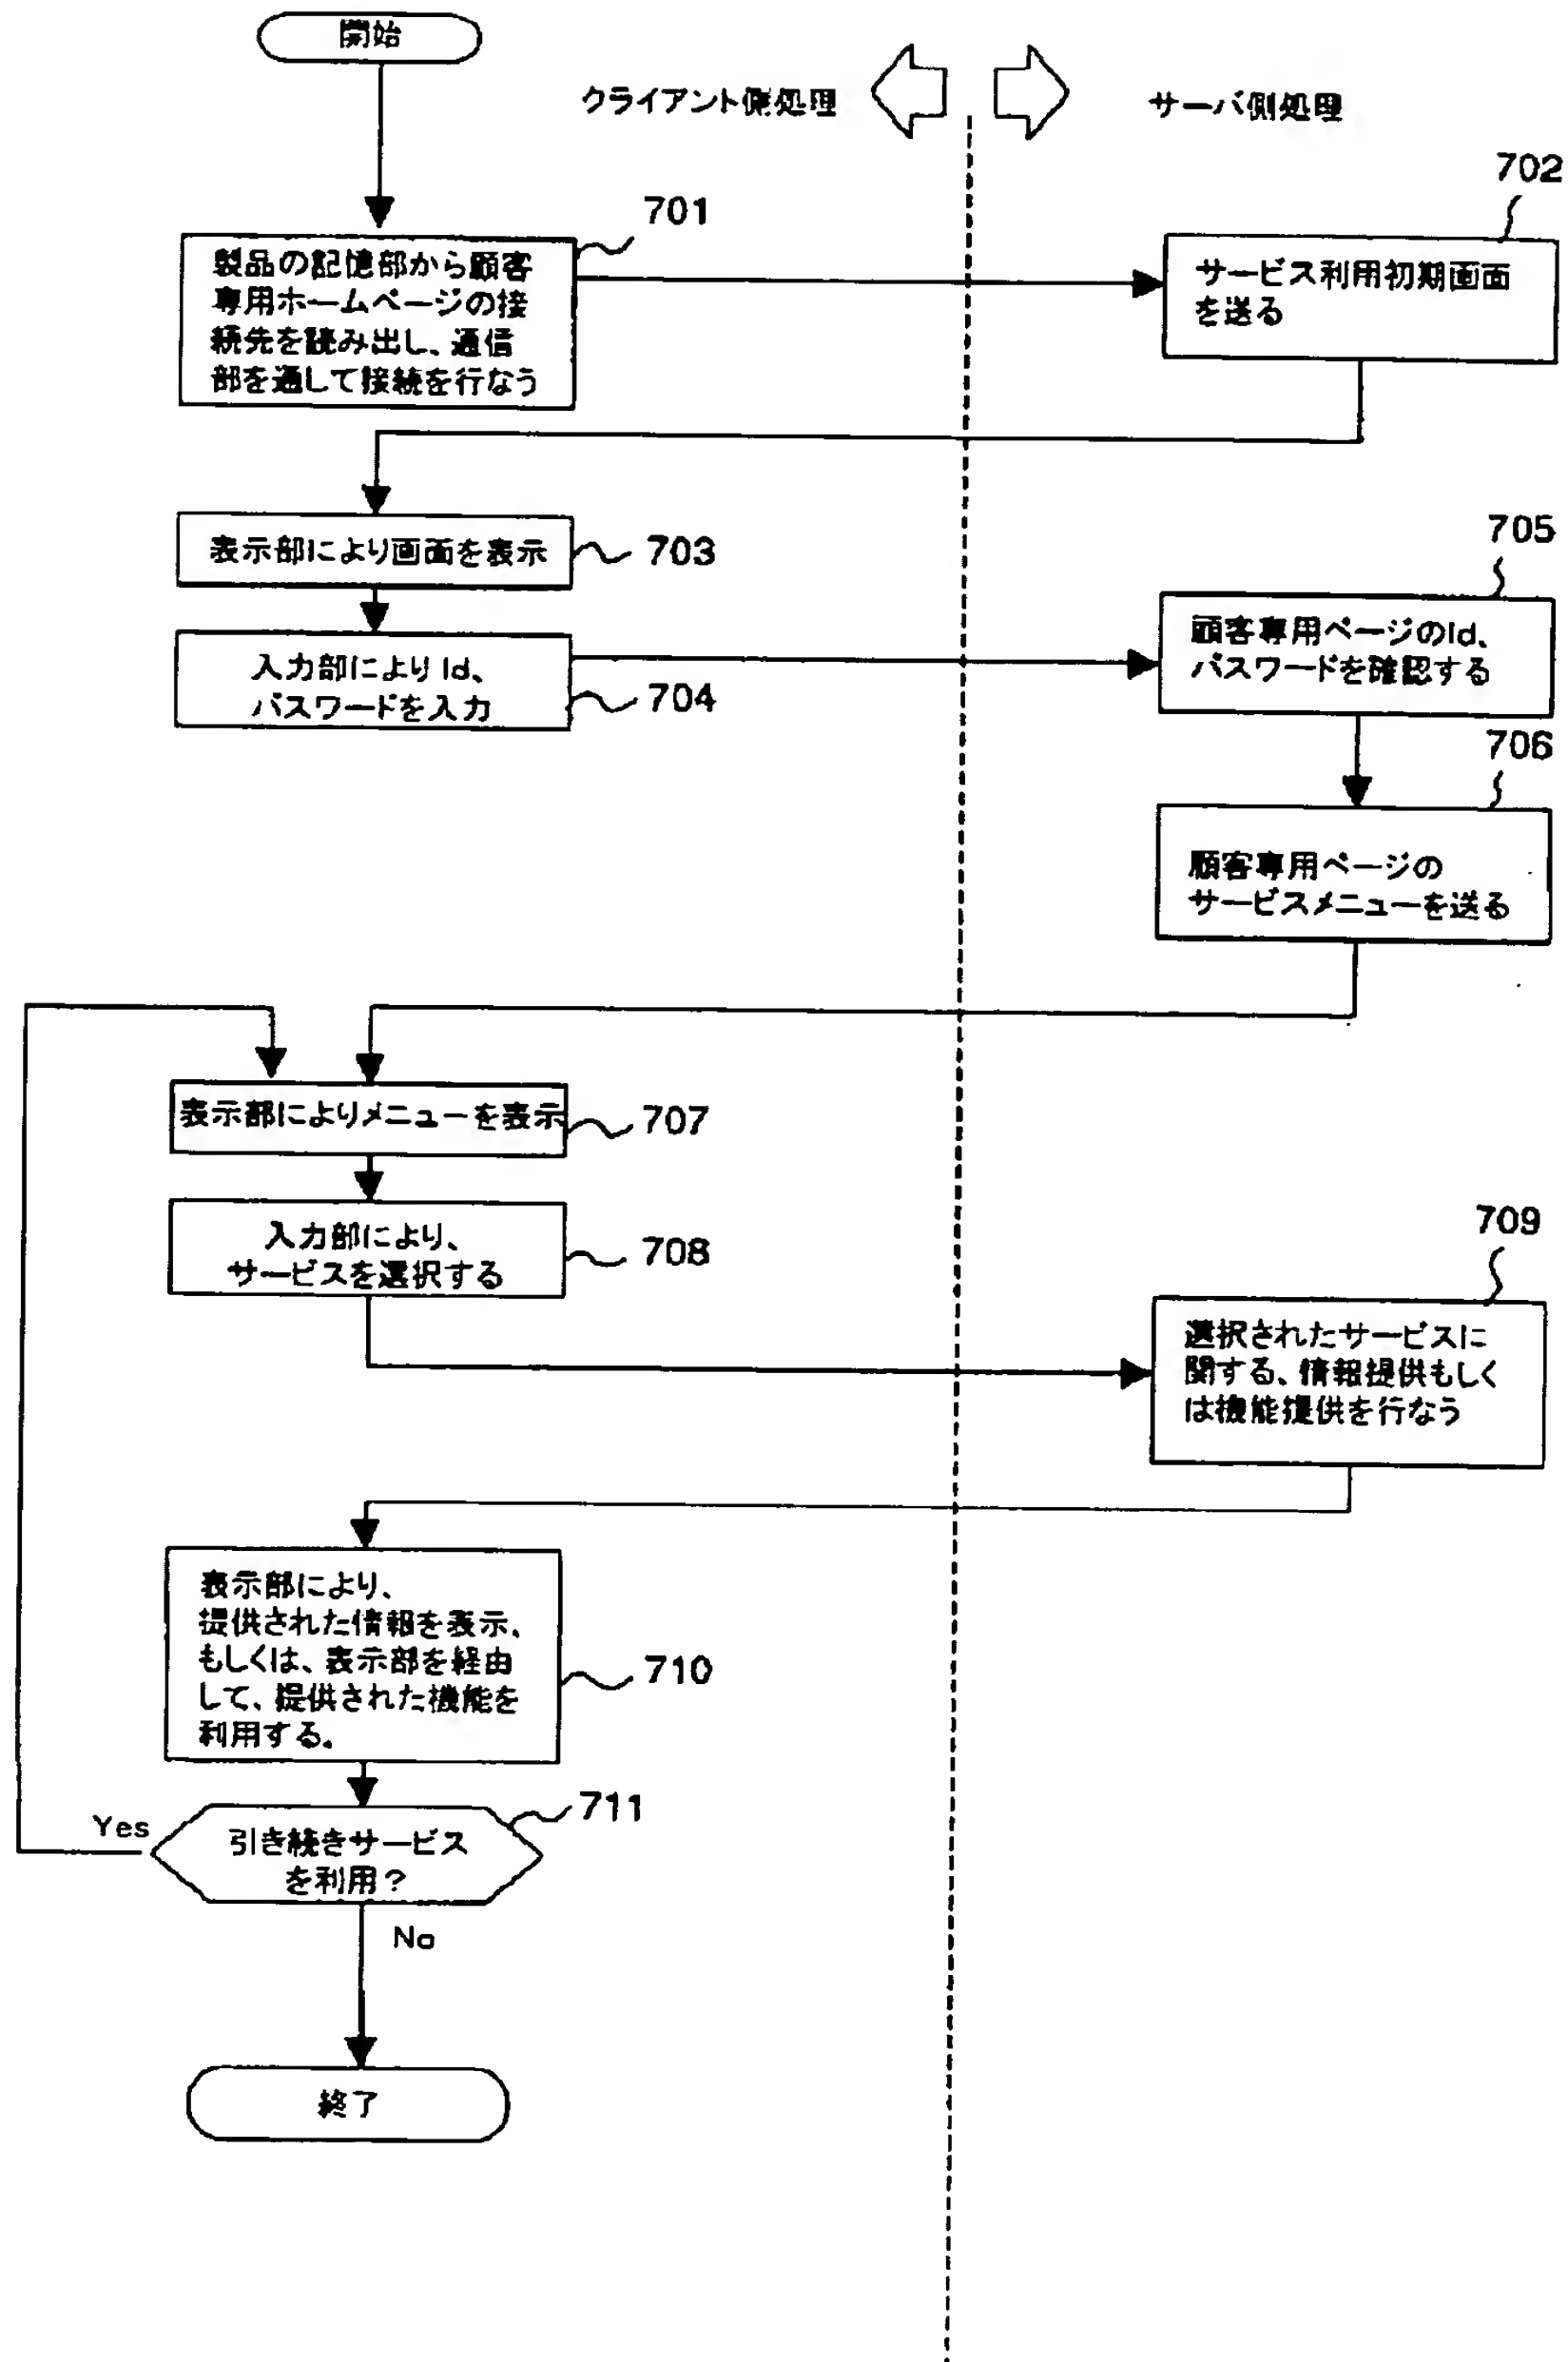 開始
クライアント側処理
サーバ側処理
701
製品の記憶部から顧客
専用ホームページの接
続先を読み出し、通信
部を通して接続を行なう
702
サービス利用初期画面
を送る
表示部により画面を表示
703
入力部によりId、
パスワードを入力
704
705
顧客専用ページのId、
パスワードを確認する
706
顧客専用ページの
サービスメニューを送る
表示部によりメニューを表示
707
入力部により、
サービスを選択する
708
709
選択されたサービスに
関する、情報提供もしく
は機能提供を行なう
表示部により、
提供された情報を表示、
もしくは、表示部を経由
して、提供された機能を
利用する。
710
711
Yes
引き続きサービス
を利用?
No
終了